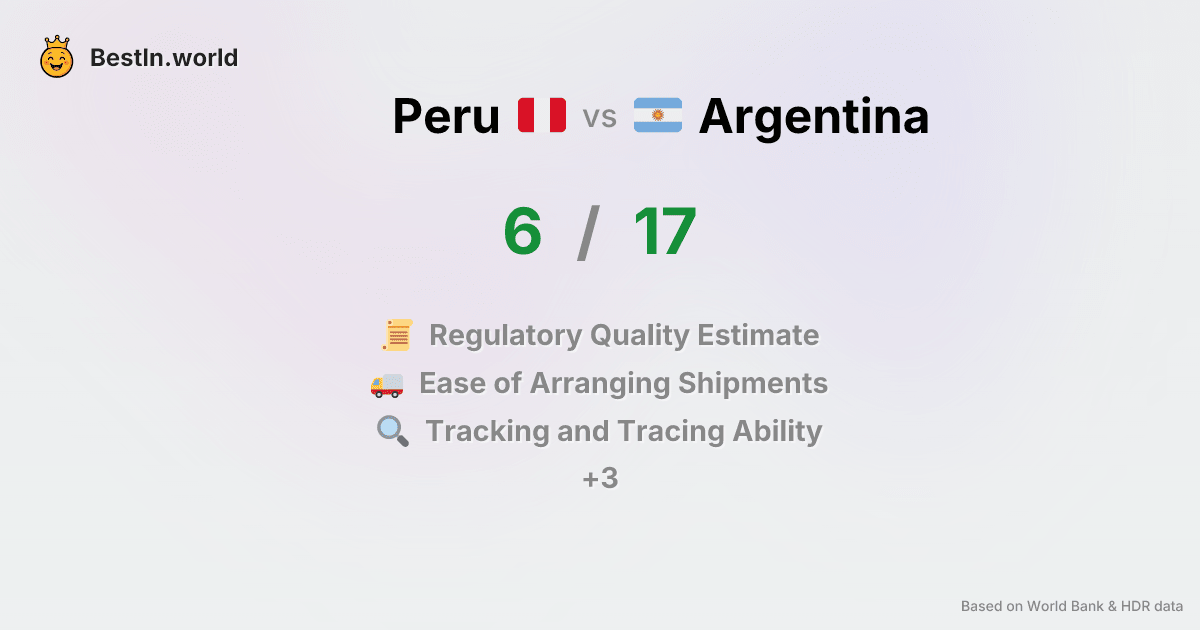 BestIn.world
Peru vs Argentina
6 / 17
Regulatory Quality Estimate
Ease of Arranging Shipments
Tracking and Tracing Ability
+3
Based on World Bank & HDR data